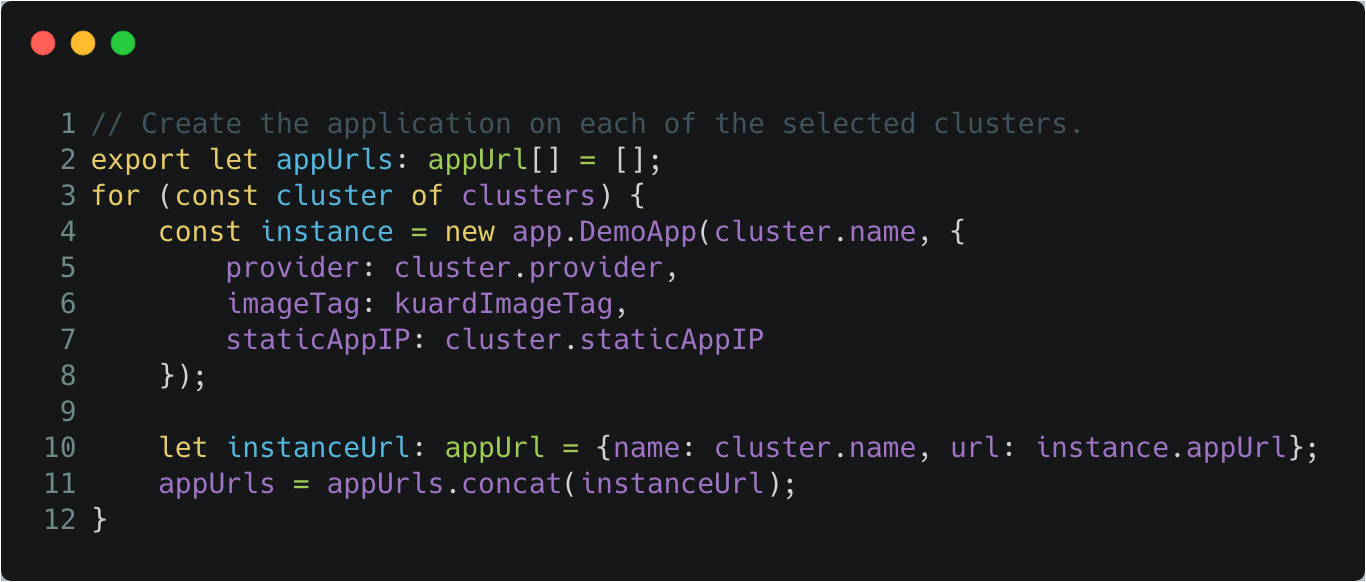 1 // Create the application on each of the selected clusters.
2 export let appUrls: appUrl[] = [];
3 for (const cluster of clusters) {
4     const instance = new app.DemoApp(cluster.name, {
5         provider: cluster.provider,
6         imageTag: kuardImageTag,
7         staticAppIP: cluster.staticAppIP
8     });
9
10     let instanceUrl: appUrl = {name: cluster.name, url: instance.appUrl};
11     appUrls = appUrls.concat(instanceUrl);
12 }